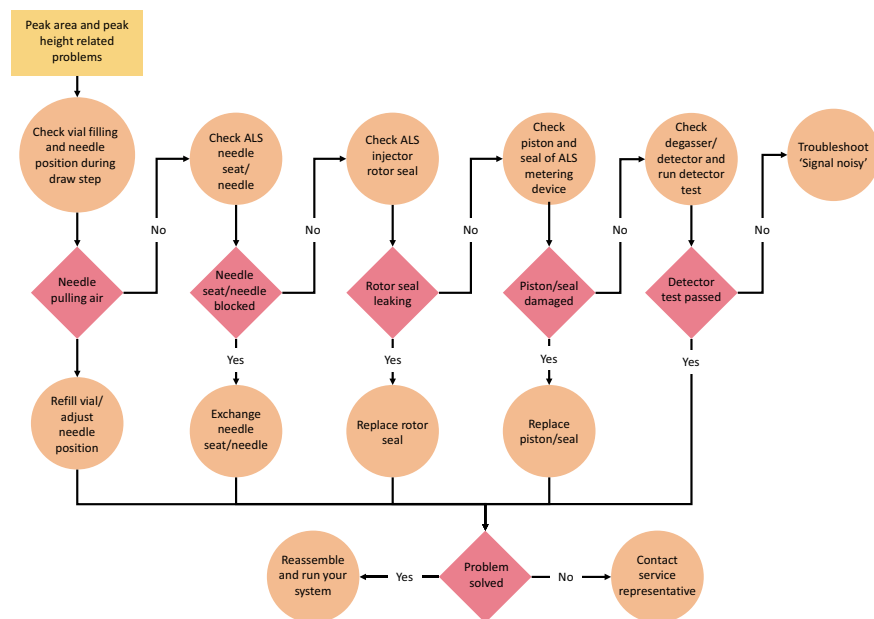 Peak area and peak
height related
problems
Check vial filling
and needle
position during
draw step
No
Needle
pulling air
Refill vial/
adjust
needle
position
Check ALS
needle
seat/
needle
No
Needle
seat/needle
blocked
Yes
Exchange
needle
seat/needle
Check ALS
injector
rotor seal
No
Rotor seal
leaking
Yes
Replace rotor
seal
Check
piston and
seal of ALS
metering
device
No
Piston/seal
damaged
Yes
Replace
piston/seal
Check
degasser/
detector and
run detector
test
No
Detector
test passed
Yes
Troubleshoot
‘Signal noisy’
Problem
solved
Yes
Reassemble
and run your
system
No
Contact
service
representative